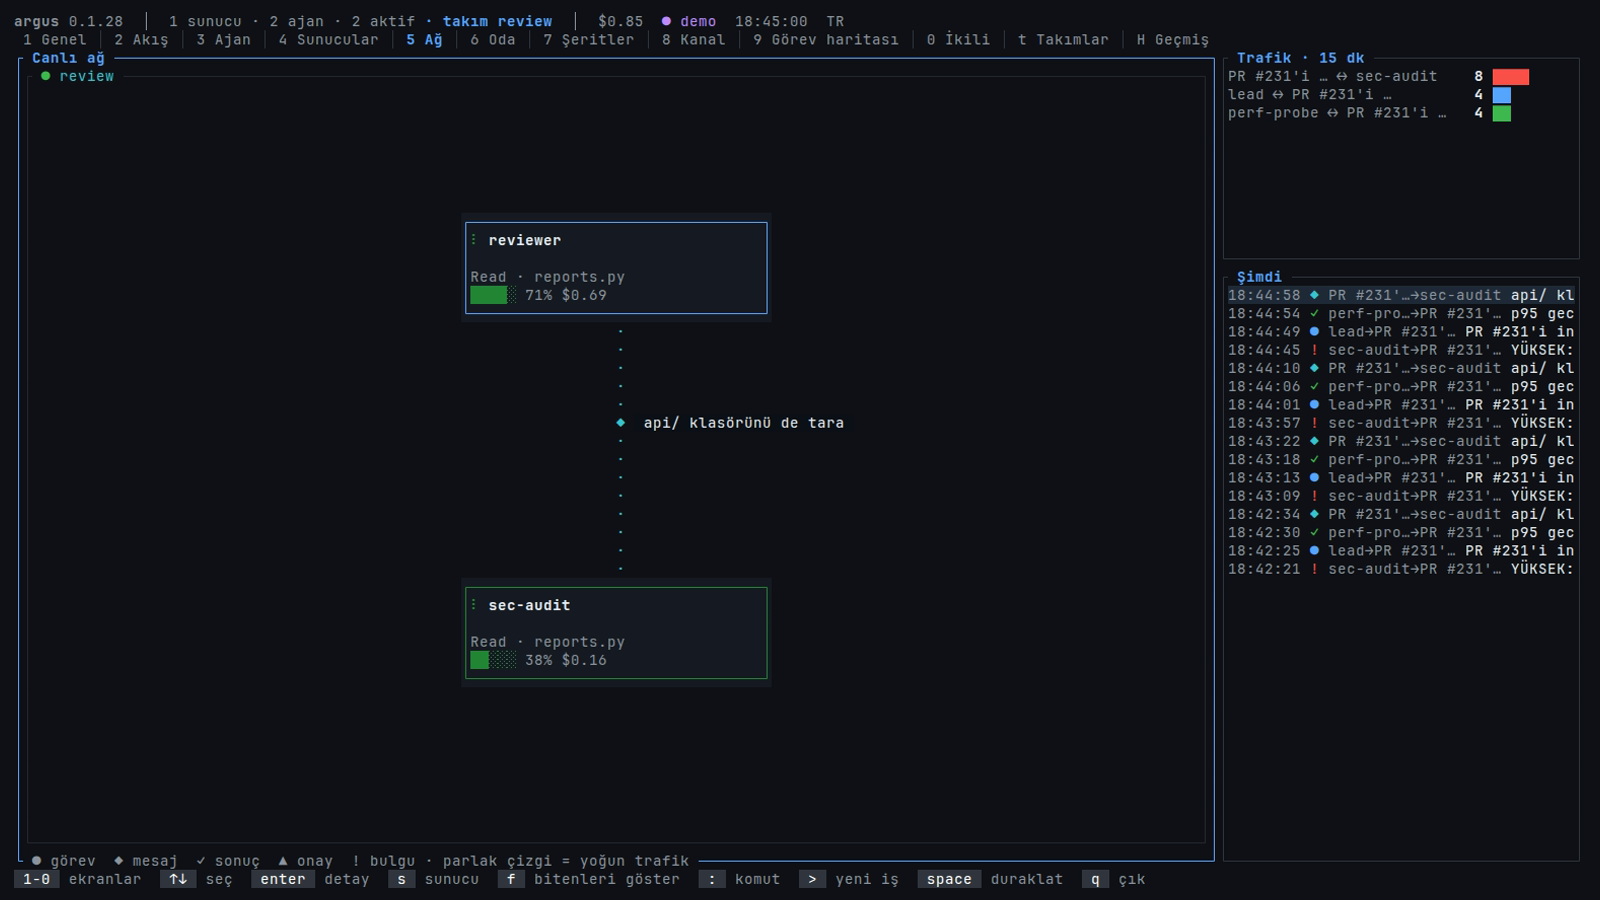 argus 0.1.28 │ 1 sunucu · 2 ajan · 2 aktif · takım review │ $0.85 ● demo 18:45:00 TR
1 Genel │ 2 Akış │ 3 Ajan │ 4 Sunucular │ 5 Ağ │ 6 Oda │ 7 Şeritler │ 8 Kanal │ 9 Görev haritası │ 0 İkili │ t Takımlar │ H Geçmiş
Canlı ağ
● review
reviewer
Read · reports.py
71% $0.69
◆ api/ klasörünü de tara
sec-audit
Read · reports.py
38% $0.16
● görev ◆ mesaj ✓ sonuç ▲ onay ! bulgu · parlak çizgi = yoğun trafik
Trafik · 15 dk
PR #231'i … ↔ sec-audit 8
lead ↔ PR #231'i … 4
perf-probe ↔ PR #231'i … 4
Şimdi
18:44:58 ◆ PR #231'…→sec-audit api/ kl
18:44:54 ✓ perf-pro…→PR #231'… p95 gec
18:44:49 ● lead→PR #231'… PR #231'i in
18:44:45 ! sec-audit→PR #231'… YÜKSEK:
18:44:10 ◆ PR #231'…→sec-audit api/ kl
18:44:06 ✓ perf-pro…→PR #231'… p95 gec
18:44:01 ● lead→PR #231'… PR #231'i in
18:43:57 ! sec-audit→PR #231'… YÜKSEK:
18:43:22 ◆ PR #231'…→sec-audit api/ kl
18:43:18 ✓ perf-pro…→PR #231'… p95 gec
18:43:13 ● lead→PR #231'… PR #231'i in
18:43:09 ! sec-audit→PR #231'… YÜKSEK:
18:42:34 ◆ PR #231'…→sec-audit api/ kl
18:42:30 ✓ perf-pro…→PR #231'… p95 gec
18:42:25 ● lead→PR #231'… PR #231'i in
18:42:21 ! sec-audit→PR #231'… YÜKSEK:
1-0 ekranlar ↑↓ seç enter detay s sunucu f bitenleri göster : komut > yeni iş space duraklat q çık